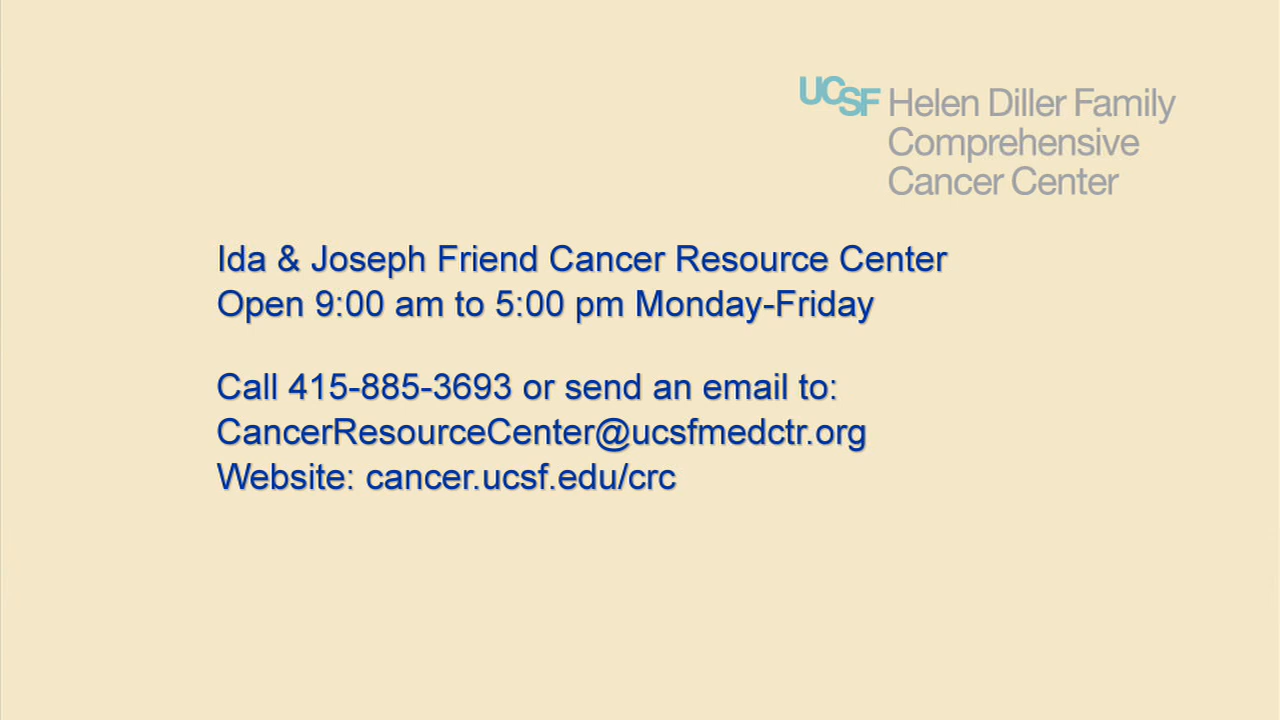 UCSF Helen Diller Family
Comprehensive
Cancer Center
Ida & Joseph Friend Cancer Resource Center
Open 9:00 am to 5:00 pm Monday-Friday
Call 415-885-3693 or send an email to:
CancerResourceCenter@ucsfmedctr.org
Website: cancer.ucsf.edu/crc